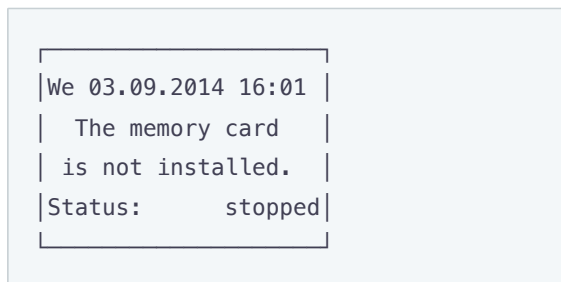 We 03.09.2014 16:01
The memory card
is not installed.
Status: stopped